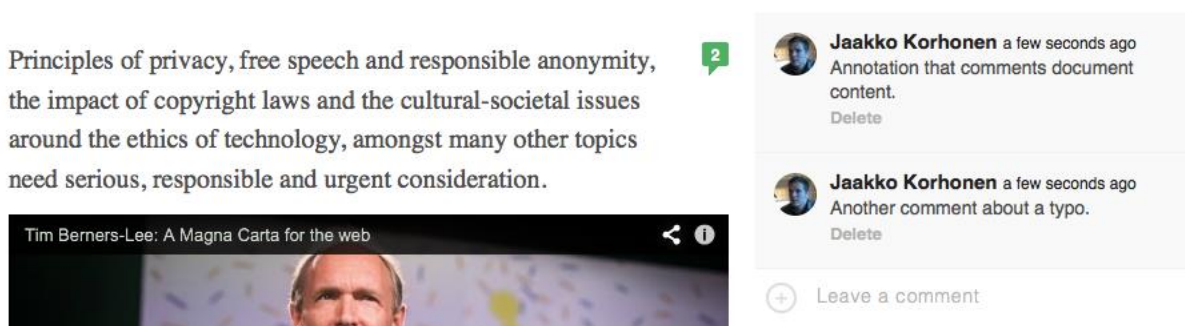 Principles of privacy, free speech and responsible anonymity,
the impact of copyright laws and the cultural-societal issues
around the ethics of technology, amongst many other topics
need serious, responsible and urgent consideration.
2
Tim Berners-Lee: A Magna Carta for the web
Jaakko Korhonen a few seconds ago
Annotation that comments document
content.
Delete
Jaakko Korhonen a few seconds ago
Another comment about a typo.
Delete
Leave a comment